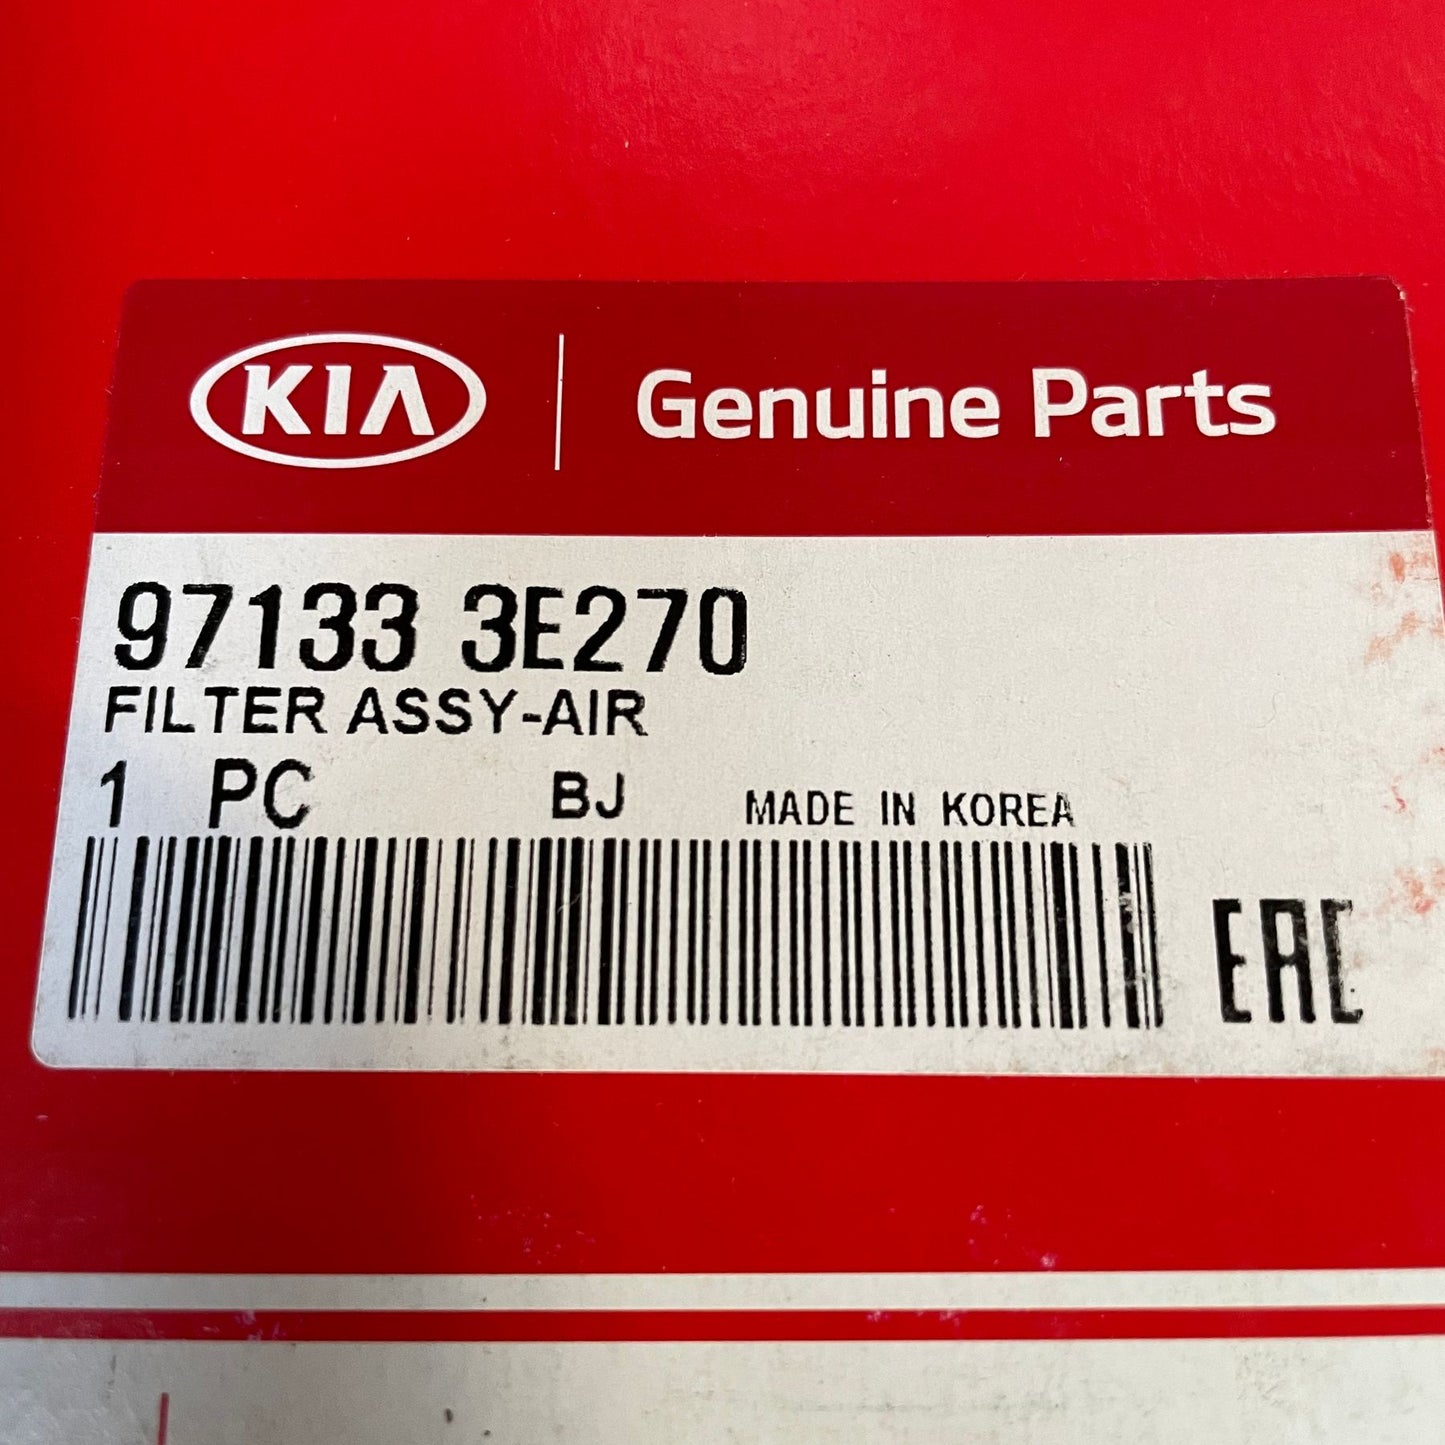 KIA Genuine Parts
97133 3E270
FILTER ASSY-AIR
1 PC BJ MADE IN KOREA
EAC